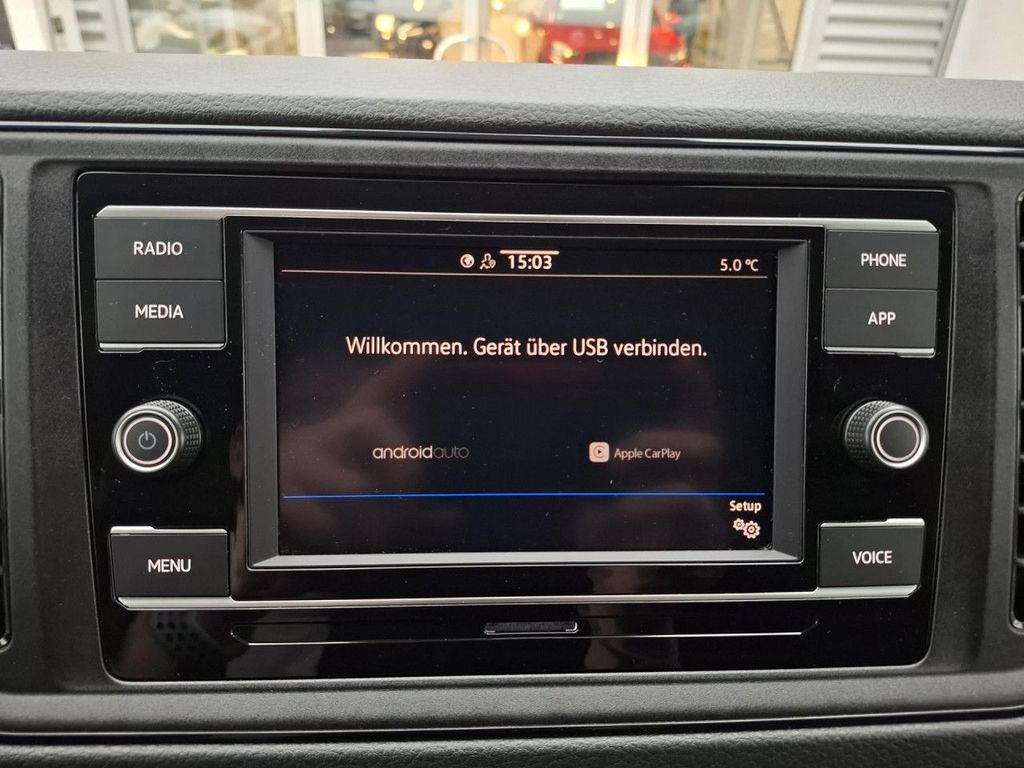 RADIO
MEDIA
MENU
15:03
5.0 °C
Willkommen. Gerät über USB verbinden.
androidauto
Apple CarPlay
Setup
PHONE
APP
VOICE